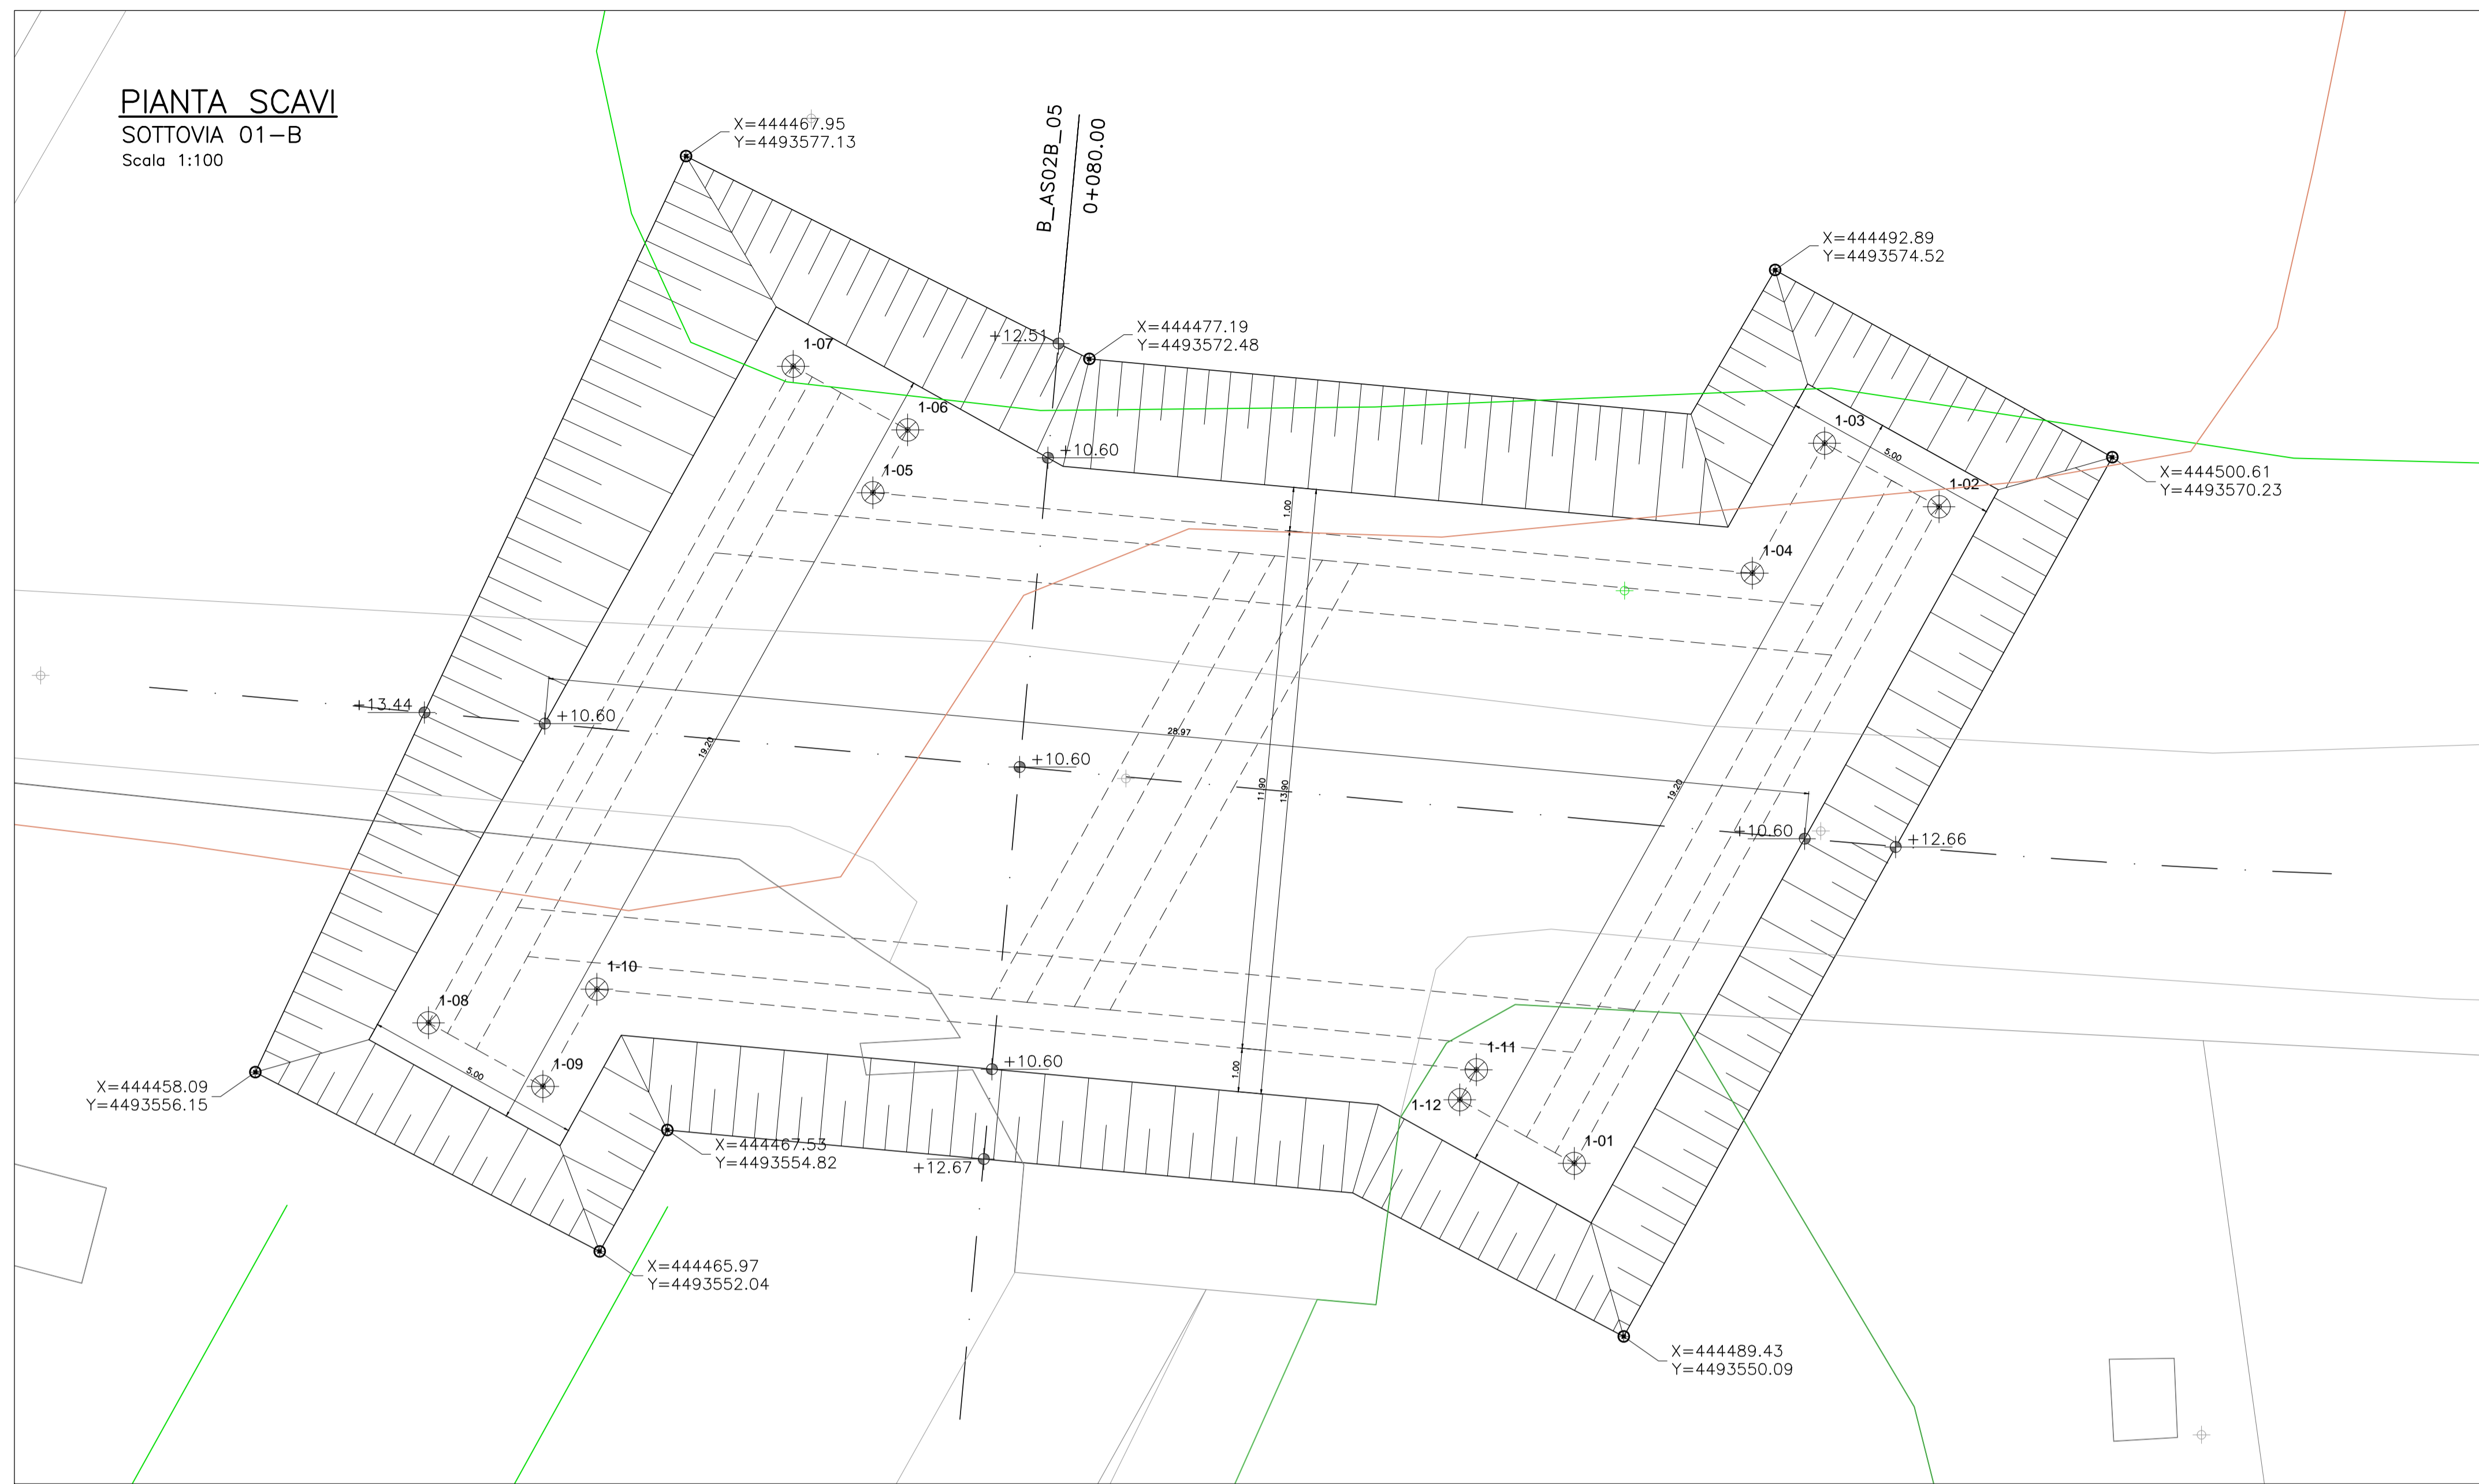 PIANTA SCAVI
SOTTOVIA 01-B
Scala 1:100
X=444467.95
Y=4493577.13
B_AS02B_05
0+080.00
X=444492.89
Y=4493574.52
+12.51
X=444477.19
Y=4493572.48
1-07
1-06
1-03
+10.60
1-05
5.00
X=444500.61
Y=4493570.23
1-02
1.00
1-04
+13.44
+10.60
28.97
19.20
+10.60
11.90
13.90
19.20
+10.60
+12.66
1-10
1-08
1-09
+10.60
1.00
1-11
5.00
X=444458.09
Y=4493556.15
1-12
1-01
X=444467.53
Y=4493554.82
+12.67
X=444465.97
Y=4493552.04
X=444489.43
Y=4493550.09